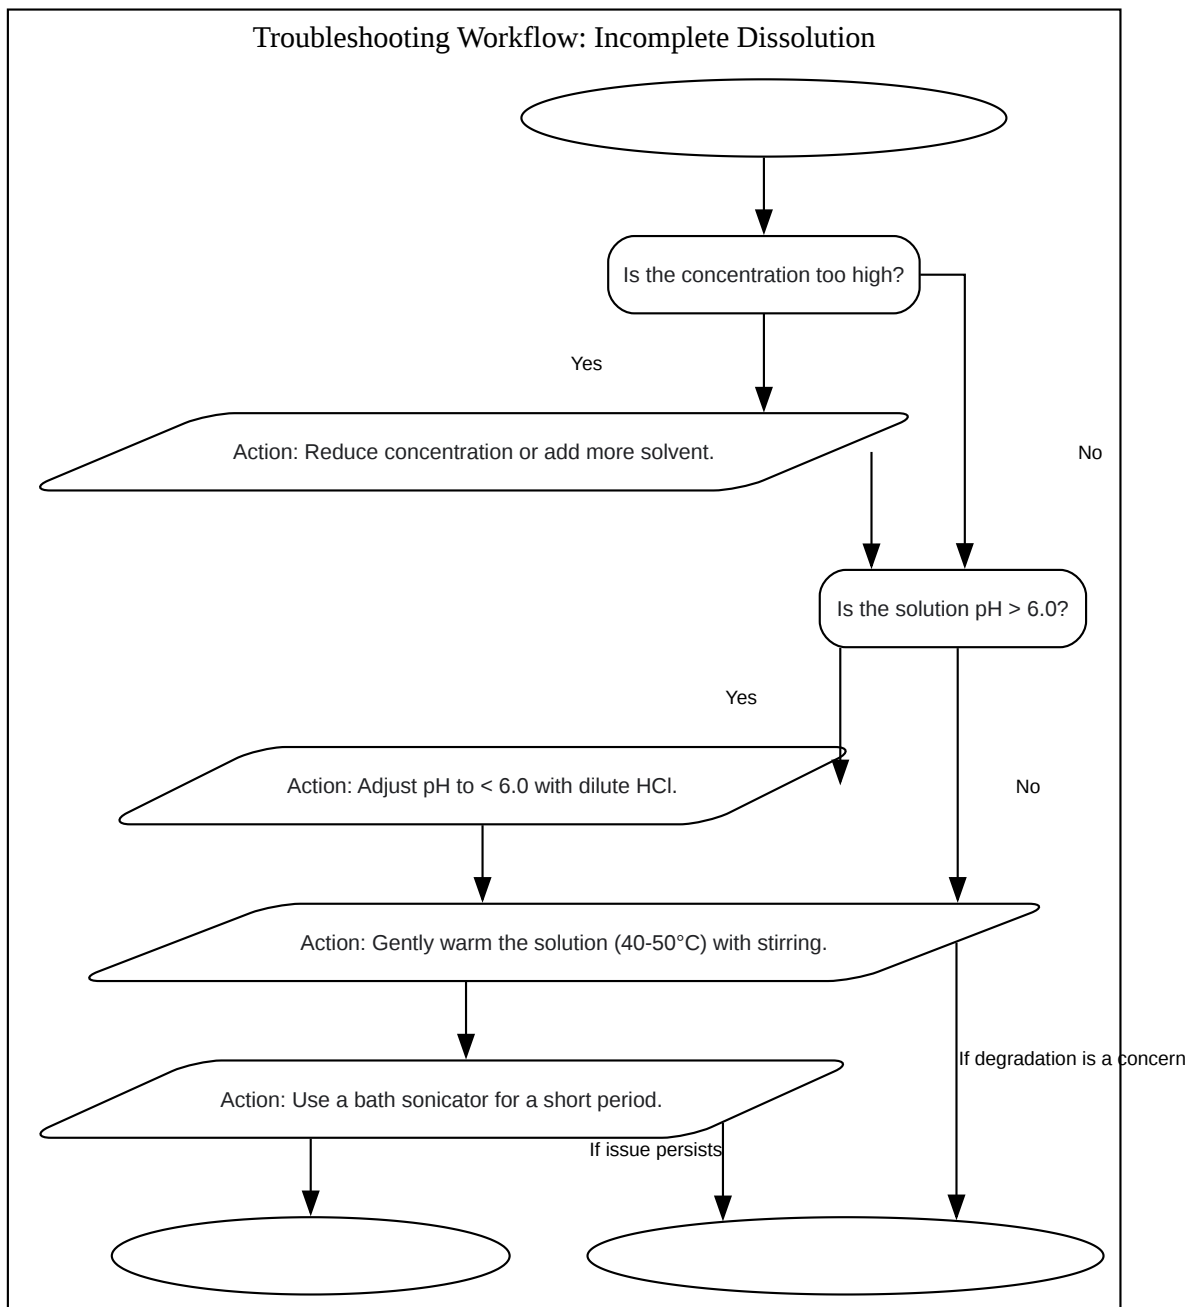 Troubleshooting Workflow: Incomplete Dissolution
Is the concentration too high?
Yes
Action: Reduce concentration or add more solvent.
No
Is the solution pH > 6.0?
Yes
Action: Adjust pH to < 6.0 with dilute HCl.
No
Action: Gently warm the solution (40-50°C) with stirring.
If degradation is a concern
Action: Use a bath sonicator for a short period.
If issue persists